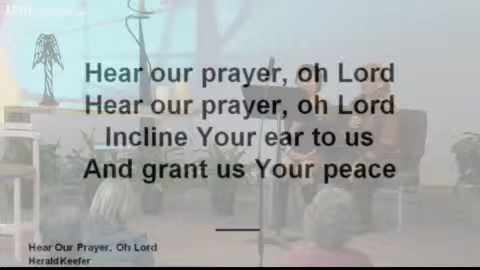 Hear our prayer, oh Lord
Hear our prayer, oh Lord
Incline Your ear to us
And grant us Your peace
Hear Our Prayer, Oh Lord
Herald Keefer